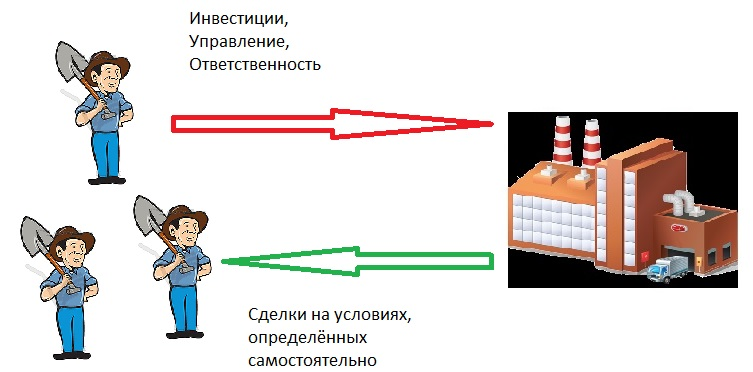 Инвестиции,
Управление,
Ответственность
Сделки на условиях,
определённых
самостоятельно